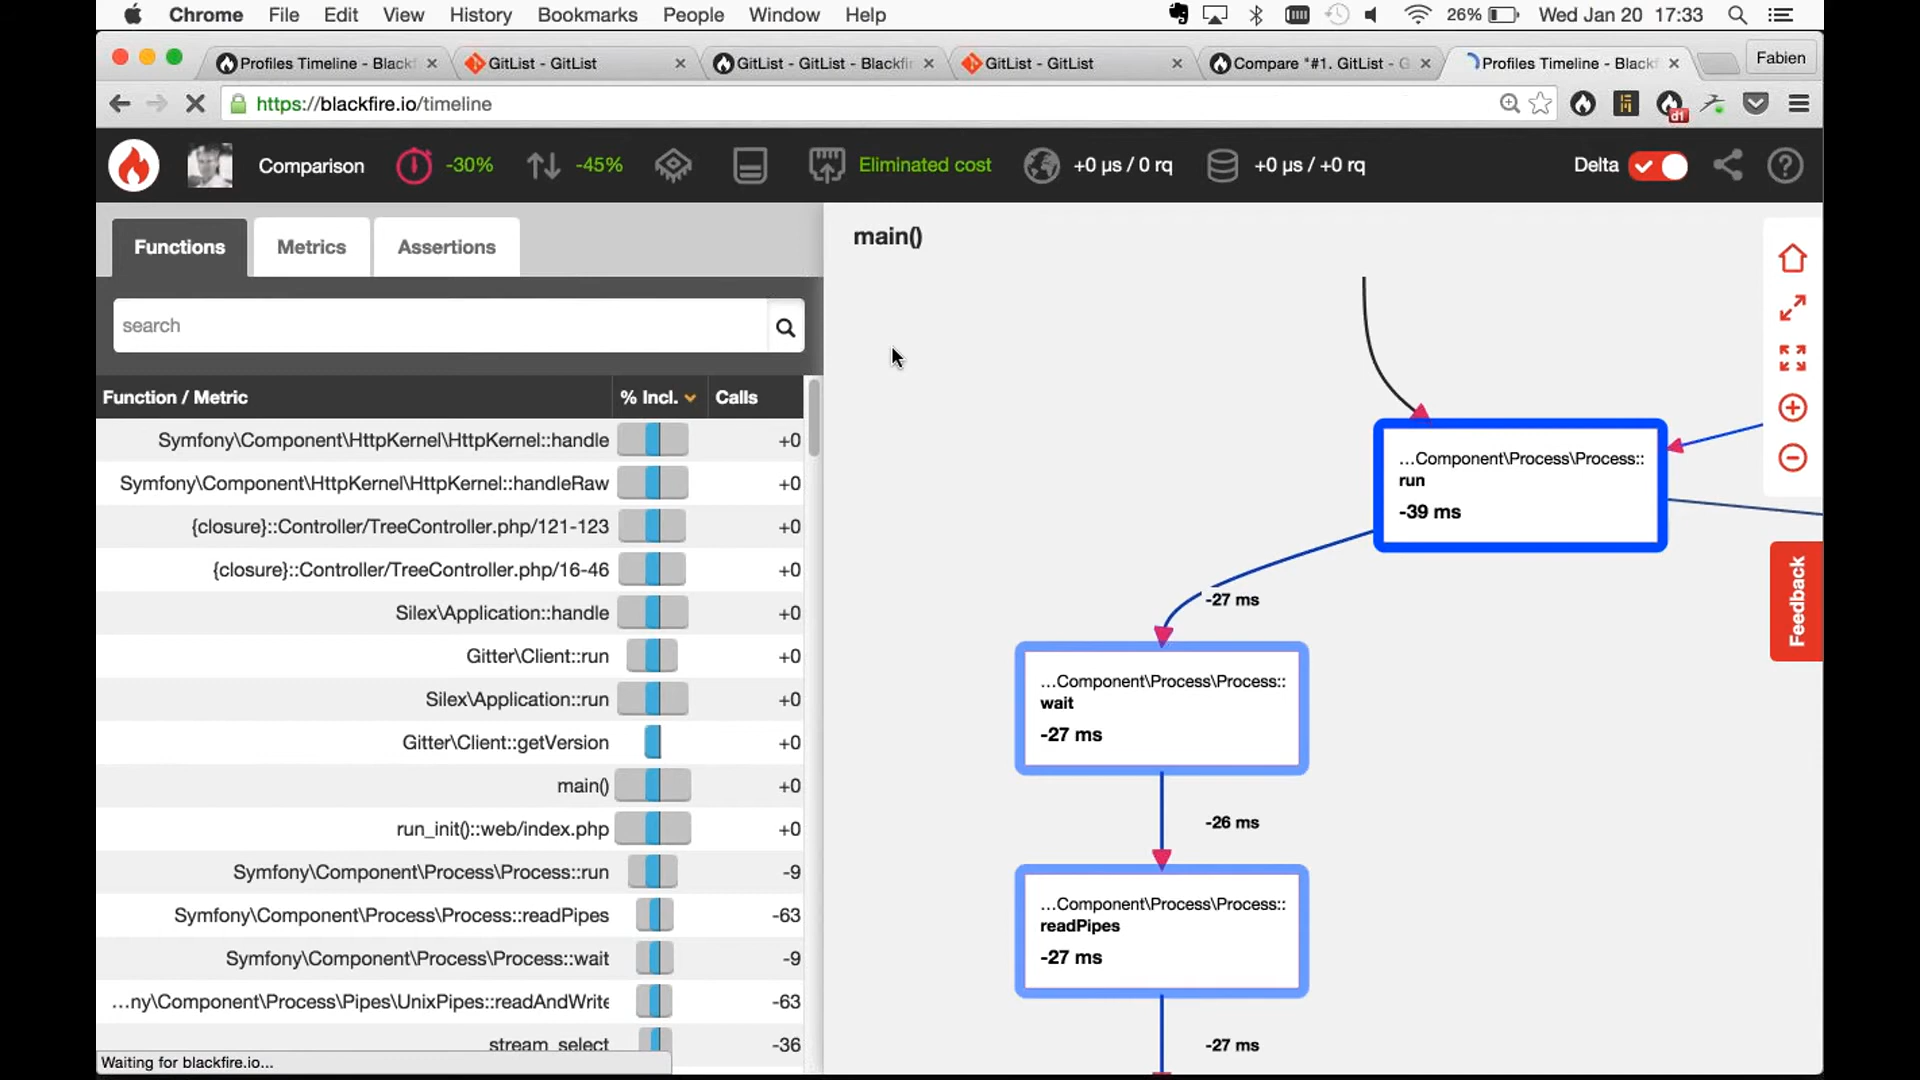 Chrome File Edit View History Bookmarks People Window Help 26% Wed Jan 20 17:33
Profiles Timeline - Blackf GitList - GitList GitList - GitList - Blackfi GitList - GitList Compare "#1. GitList - G Profiles Timeline - Blackf Fabien
https://blackfire.io/timeline d1
Comparison -30% -45% Eliminated cost +0 µs / 0 rq +0 µs / +0 rq Delta
Functions Metrics Assertions
search
Function / Metric % Incl. Calls
Symfony\Component\HttpKernel\HttpKernel::handle +0
Symfony\Component\HttpKernel\HttpKernel::handleRaw +0
{closure}::Controller/TreeController.php/121-123 +0
{closure}::Controller/TreeController.php/16-46 +0
Silex\Application::handle +0
Gitter\Client::run +0
Silex\Application::run +0
Gitter\Client::getVersion +0
main() +0
run_init()::web/index.php +0
Symfony\Component\Process\Process::run -9
Symfony\Component\Process\Process::readPipes -63
Symfony\Component\Process\Process::wait -9
...ny\Component\Process\Pipes\UnixPipes::readAndWrite -63
stream_select -36
Waiting for blackfire.io...
main()
...Component\Process\Process::
run
-39 ms
-27 ms
...Component\Process\Process::
wait
-27 ms
-26 ms
...Component\Process\Process::
readPipes
-27 ms
-27 ms
Feedback